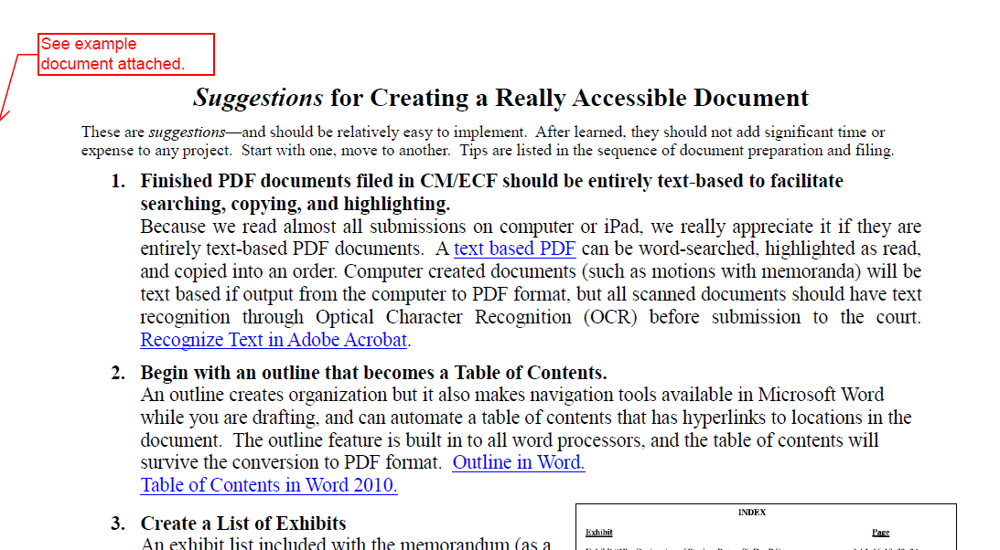 See example
document attached.
Suggestions for Creating a Really Accessible Document
These are suggestions—and should be relatively easy to implement.  After learned, they should not add significant time or
expense to any project.  Start with one, move to another.  Tips are listed in the sequence of document preparation and filing.
1. Finished PDF documents filed in CM/ECF should be entirely text-based to facilitate
searching, copying, and highlighting.
Because we read almost all submissions on computer or iPad, we really appreciate it if they are
entirely text-based PDF documents.  A text based PDF can be word-searched, highlighted as read,
and copied into an order. Computer created documents (such as motions with memoranda) will be
text based if output from the computer to PDF format, but all scanned documents should have text
recognition through Optical Character Recognition (OCR) before submission to the court.
Recognize Text in Adobe Acrobat.
2. Begin with an outline that becomes a Table of Contents.
An outline creates organization but it also makes navigation tools available in Microsoft Word
while you are drafting, and can automate a table of contents that has hyperlinks to locations in the
document.  The outline feature is built in to all word processors, and the table of contents will
survive the conversion to PDF format.  Outline in Word.
Table of Contents in Word 2010.
3. Create a List of Exhibits
An exhibit list included with the memorandum (as a
INDEX
Exhibit Page